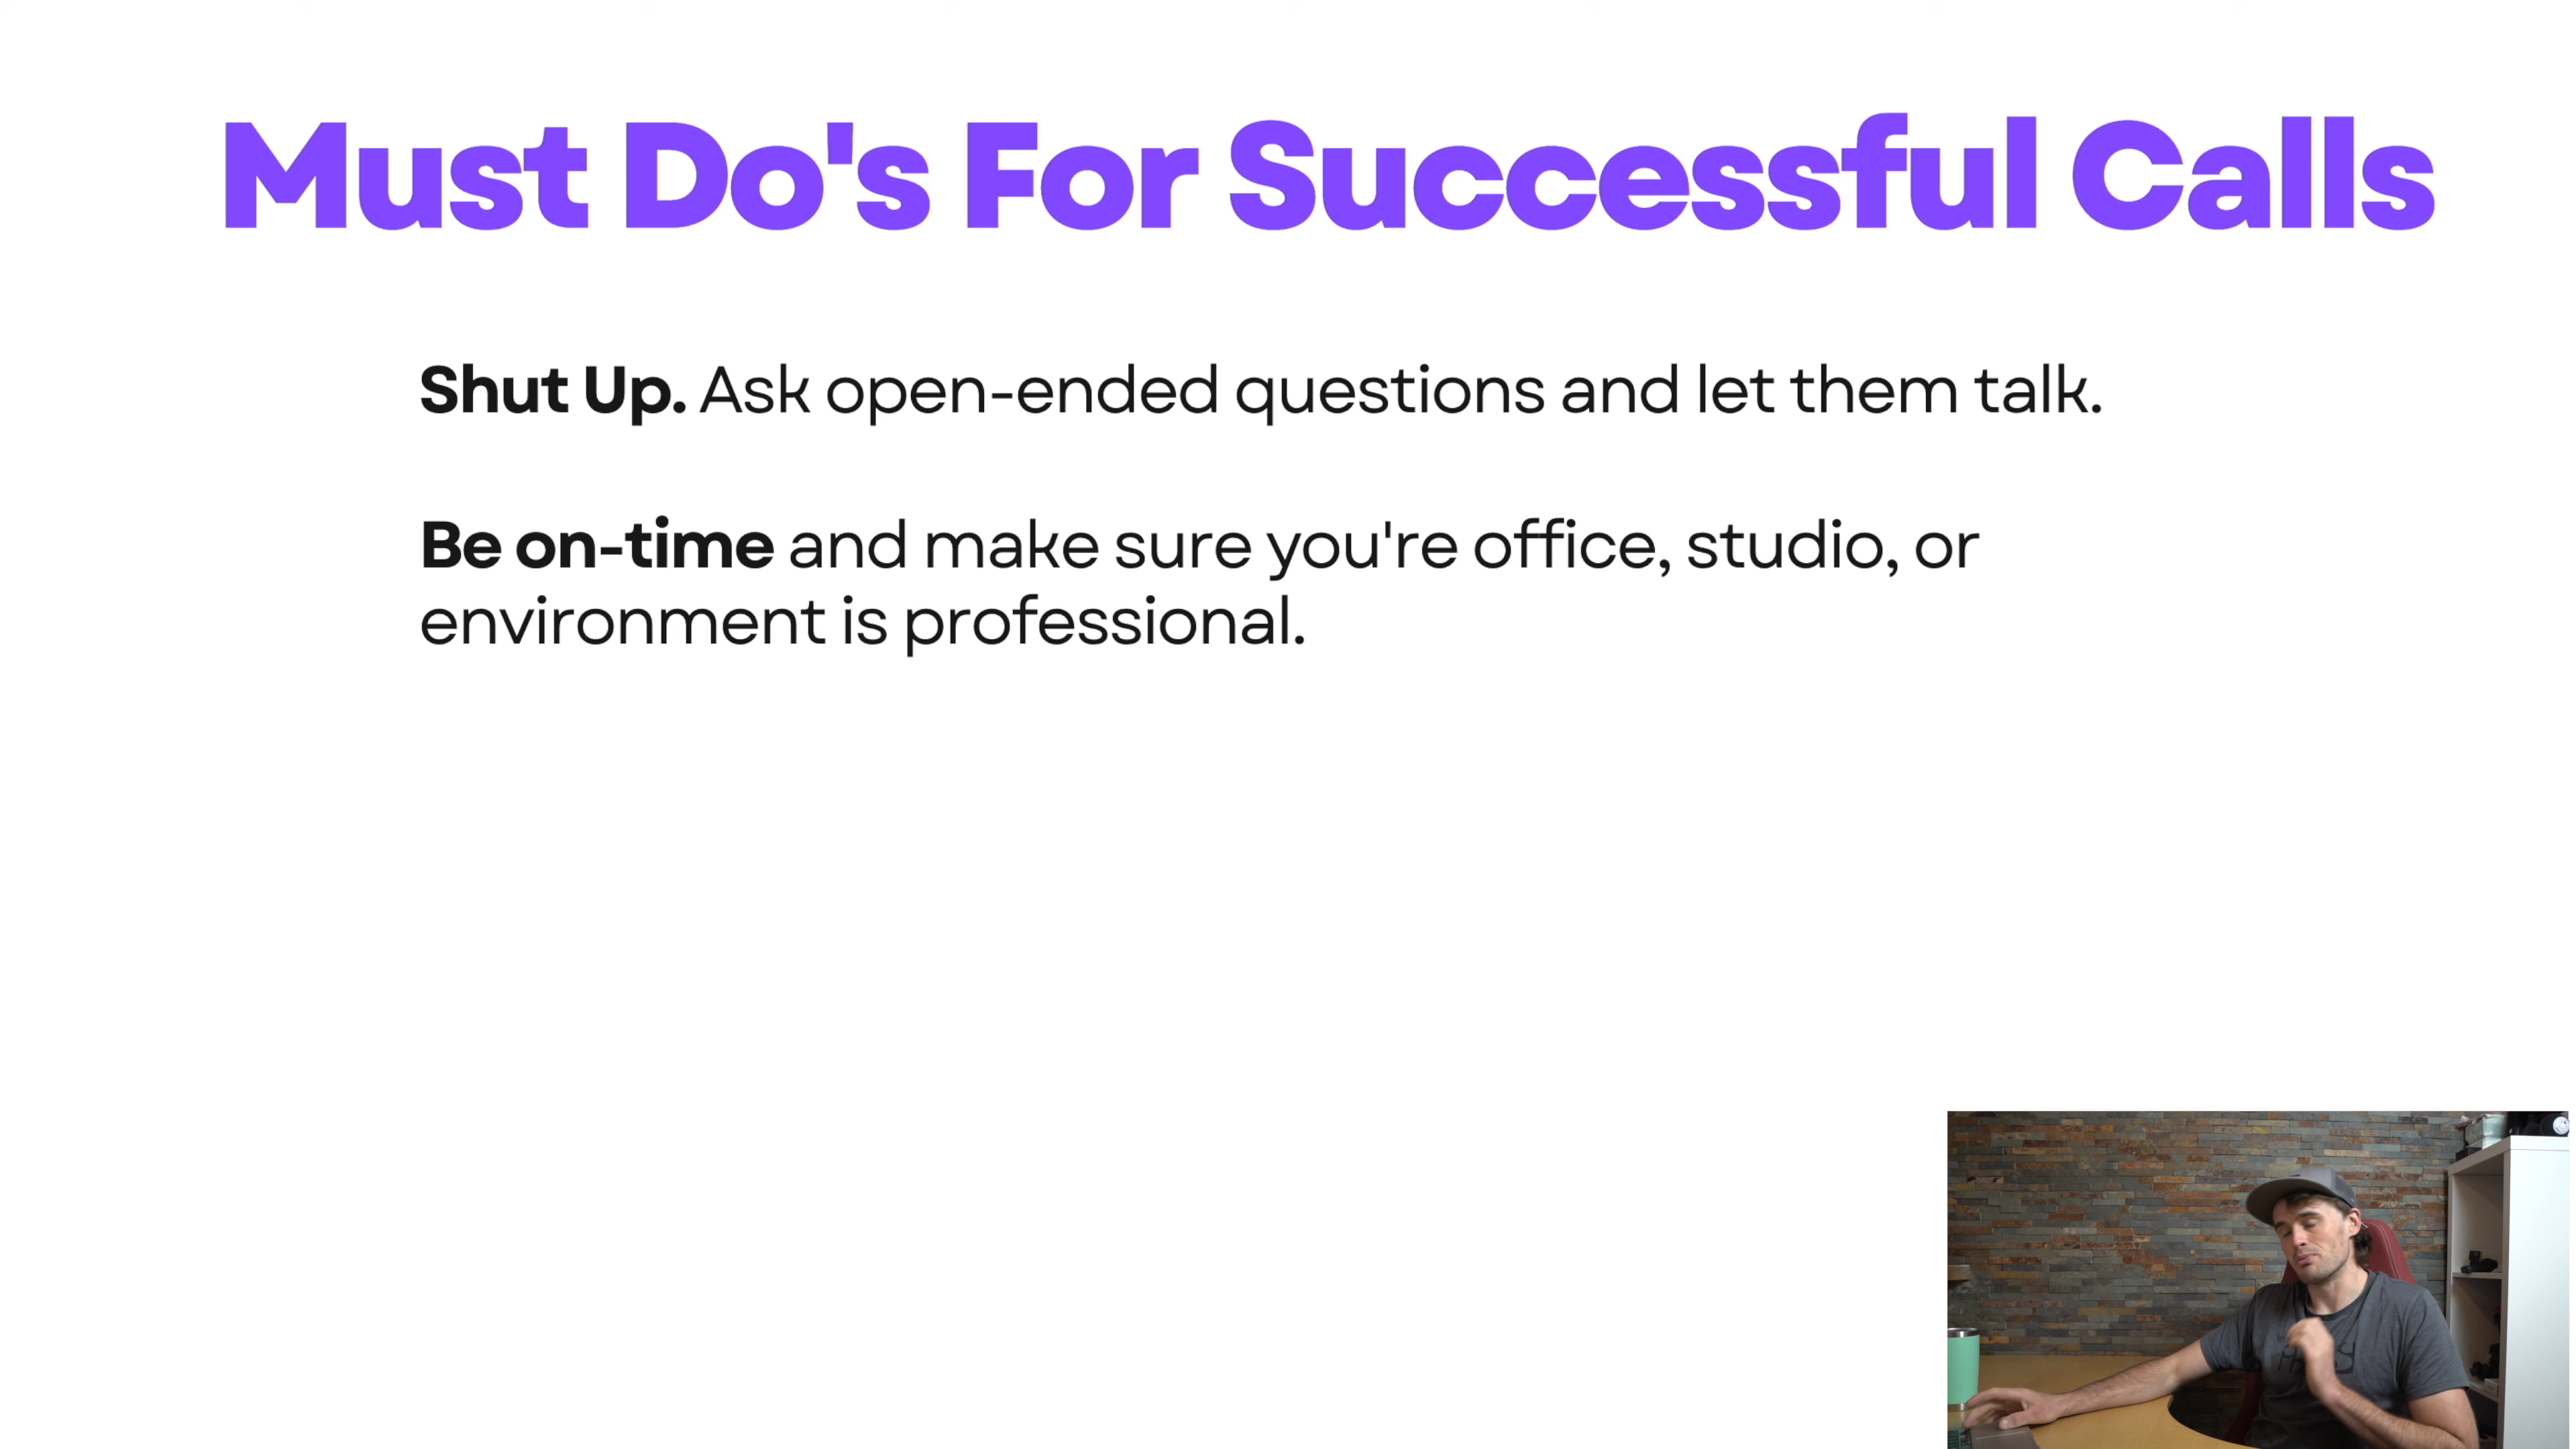 Must Do's For Successful Calls
Shut Up. Ask open-ended questions and let them talk.
Be on-time and make sure you're office, studio, or
environment is professional.